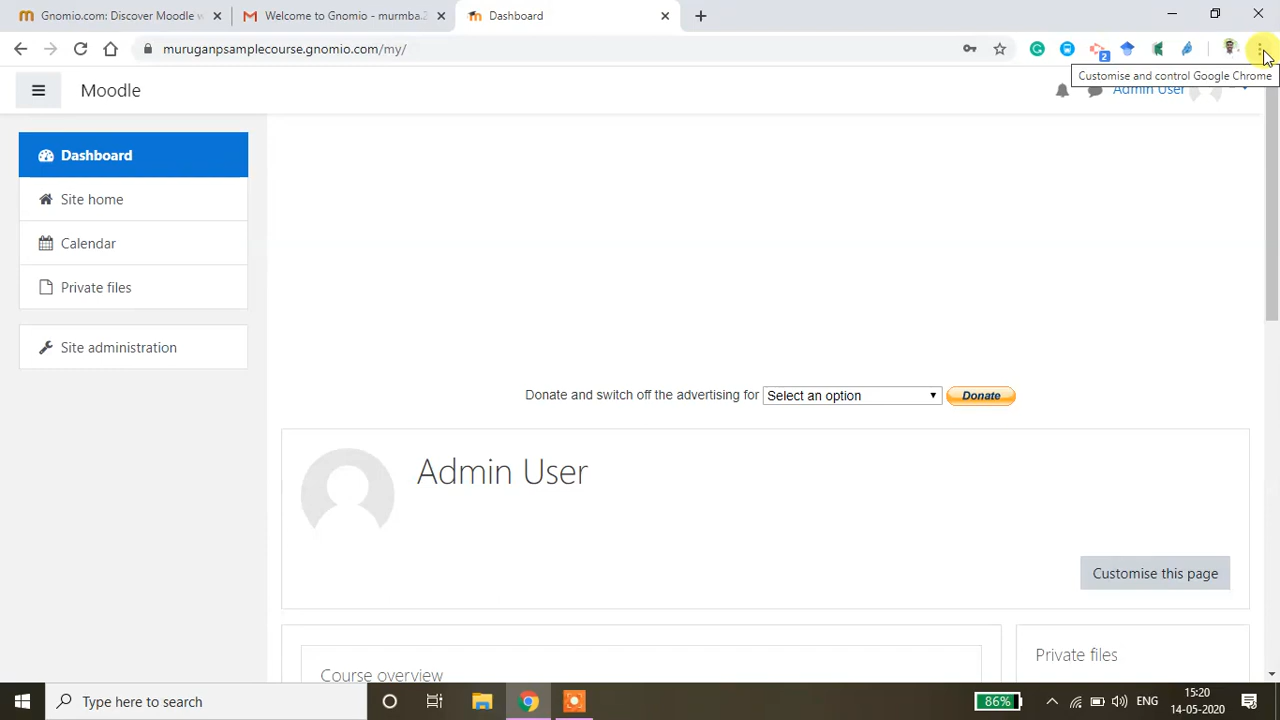 Gnomio.com: Discover Moodle w
Welcome to Gnomio - murmba.2
Dashboard
muruganpsamplecourse.gnomio.com/my/
2
Customise and control Google Chrome
Moodle
Admin User
Dashboard
Site home
Calendar
Private files
Site administration
Donate and switch off the advertising for Select an option Donate
Admin User
Customise this page
Course overview
Private files
Type here to search
86%
ENG
15:20
14-05-2020